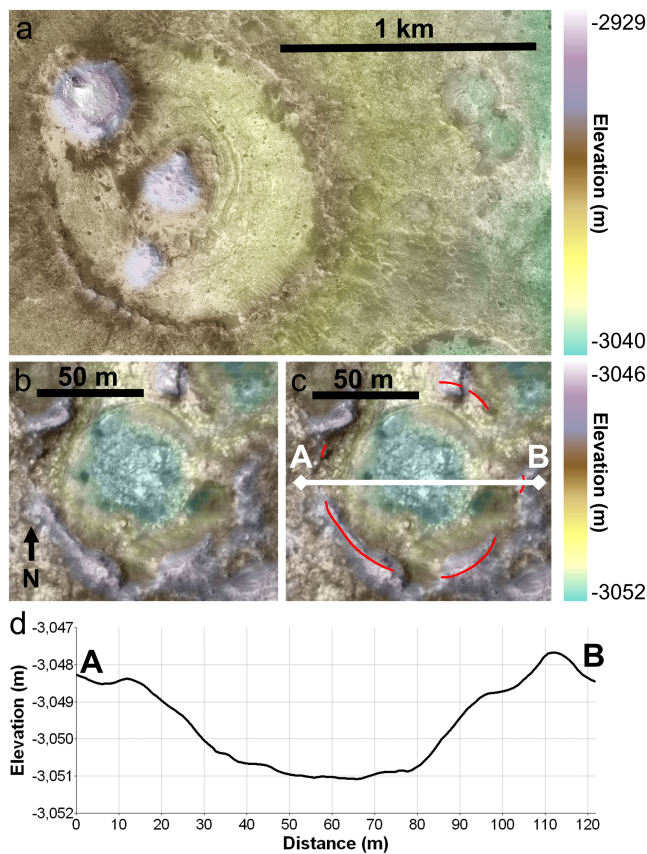 a
1 km
-2929
Elevation (m)
-3040
b
50 m
N
c
50 m
A
B
-3046
Elevation (m)
-3052
d
-3,047
-3,048
-3,049
-3,050
-3,051
-3,052
Elevation (m)
A
B
0 10 20 30 40 50 60 70 80 90 100 110 120
Distance (m)